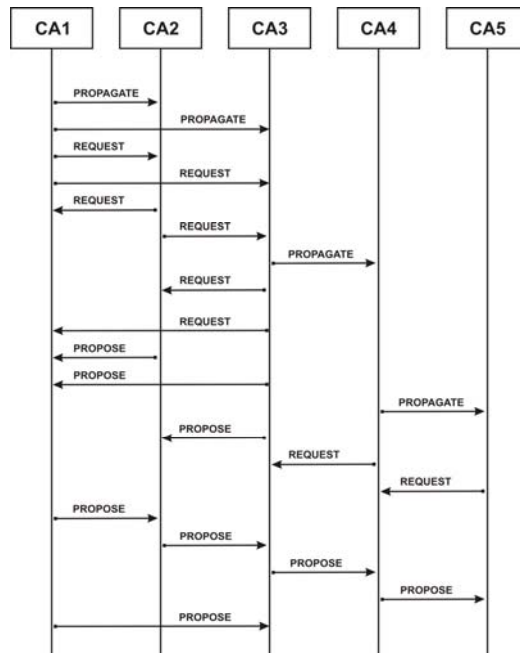 CA1 CA2 CA3 CA4 CA5
PROPAGATE
PROPAGATE
REQUEST
REQUEST
REQUEST
REQUEST
PROPAGATE
REQUEST
REQUEST
PROPOSE
PROPOSE
PROPAGATE
PROPOSE
REQUEST
REQUEST
PROPOSE
PROPOSE
PROPOSE
PROPOSE
PROPOSE